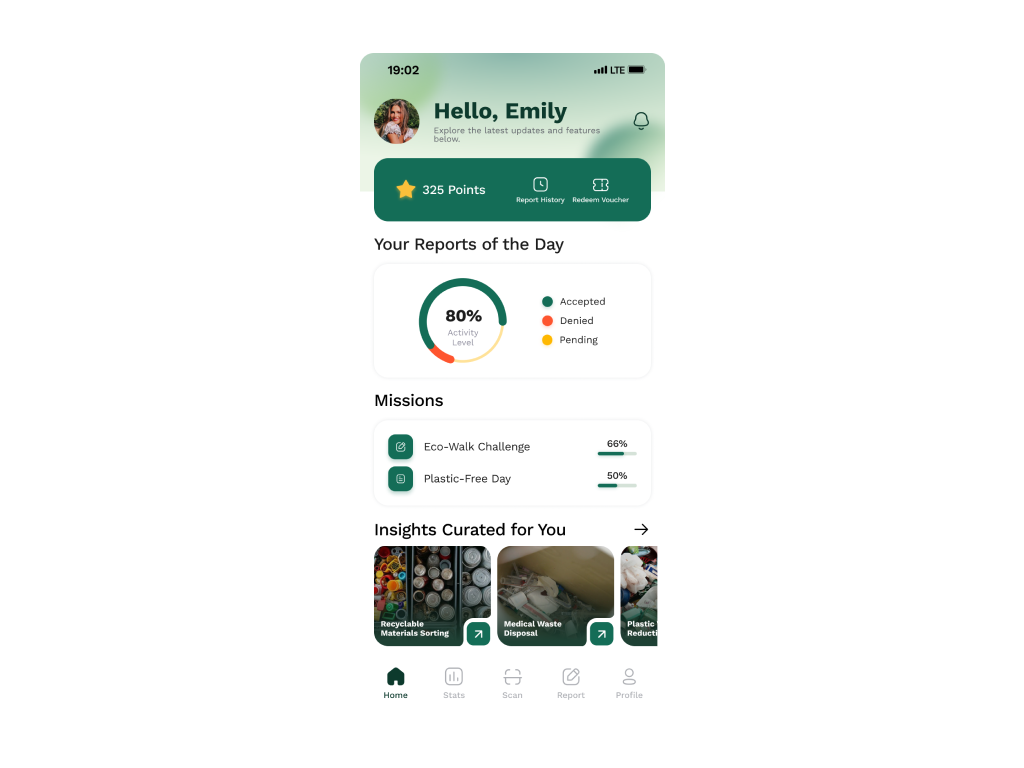 19:02
LTE
Hello, Emily
Explore the latest updates and features
below.
325 Points
Report History
Redeem Voucher
Your Reports of the Day
80%
Activity
Level
Accepted
Denied
Pending
Missions
Eco-Walk Challenge
66%
Plastic-Free Day
50%
Insights Curated for You
Recyclable
Materials Sorting
Medical Waste
Disposal
Plastic
Reducti
Home
Stats
Scan
Report
Profile